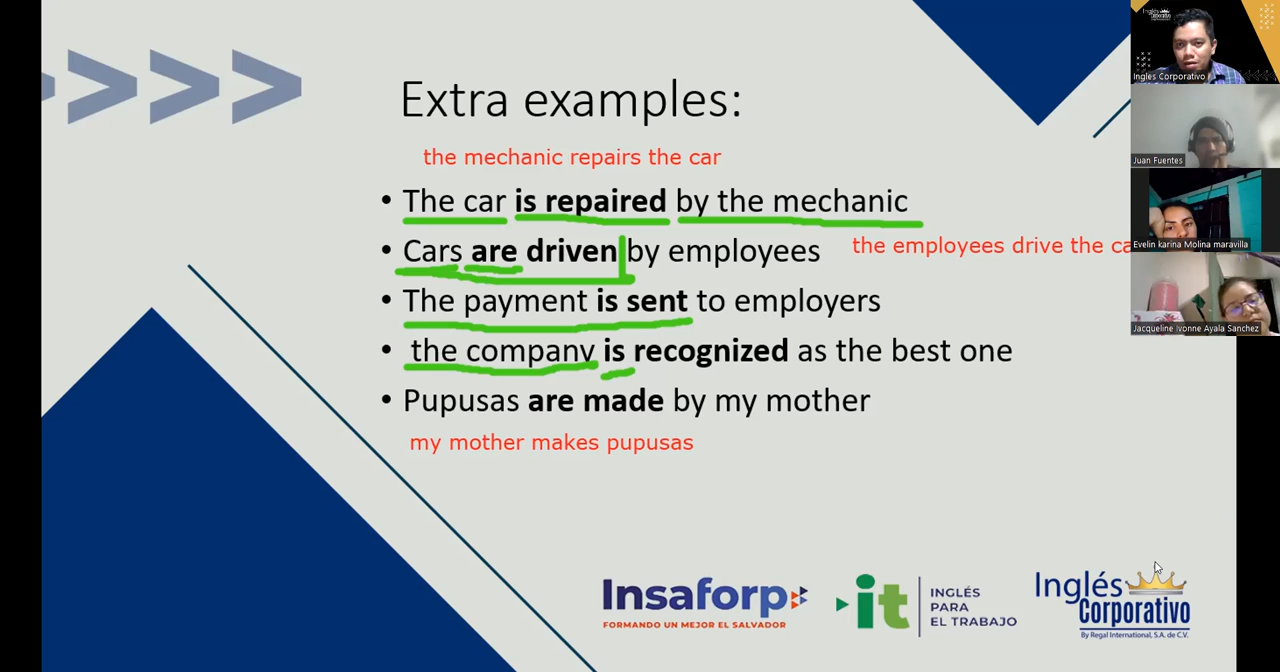 Extra examples:
the mechanic repairs the car
• The car is repaired by the mechanic
• Cars are driven by employees
the employees drive the ca
• The payment is sent to employers
• the company is recognized as the best one
• Pupusas are made by my mother
my mother makes pupusas
Insaforp
FORMANDO UN MEJOR EL SALVADOR
it
INGLÉS
PARA
EL TRABAJO
Inglés
Corporativo
By Regal International, S.A. de C.V.
Inglés
Corporativo
Ingles Corporativo
Juan Fuentes
Evelin karina Molina maravilla
Jacqueline Ivonne Ayala Sanchez